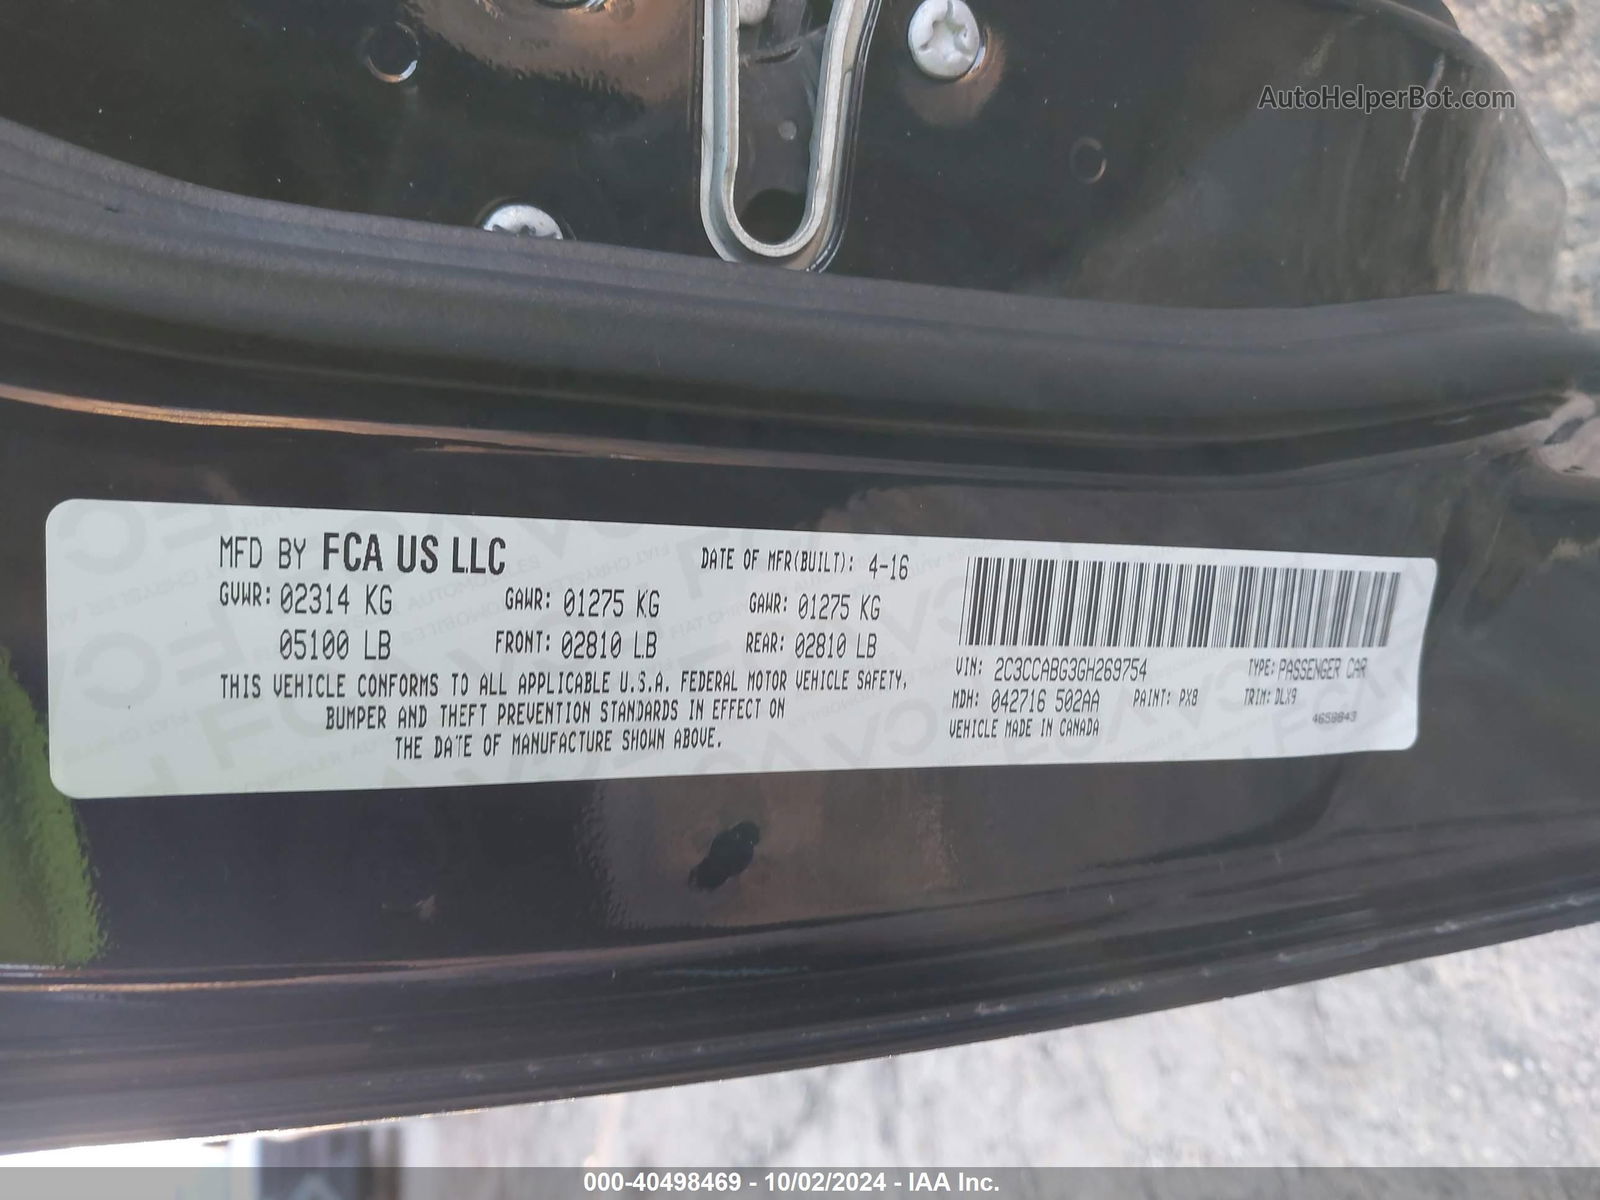 AutoHelperBot.com
MFD BY FCA US LLC DATE OF MFR(BUILT): 4-16
GVWR: 02314 KG GAWR: 01275 KG GAWR: 01275 KG
05100 LB FRONT: 02810 LB REAR: 02810 LB
THIS VEHICLE CONFORMS TO ALL APPLICABLE U.S.A. FEDERAL MOTOR VEHICLE SAFETY,
BUMPER AND THEFT PREVENTION STANDARDS IN EFFECT ON
THE DATE OF MANUFACTURE SHOWN ABOVE.
VIN: 2C3CCABG3GH269754 TYPE: PASSENGER CAR
MDH: 042716 502AA PAINT: PX8 TRIM: DLX9
VEHICLE MADE IN CANADA
000-40498469 - 10/02/2024 - IAA Inc.